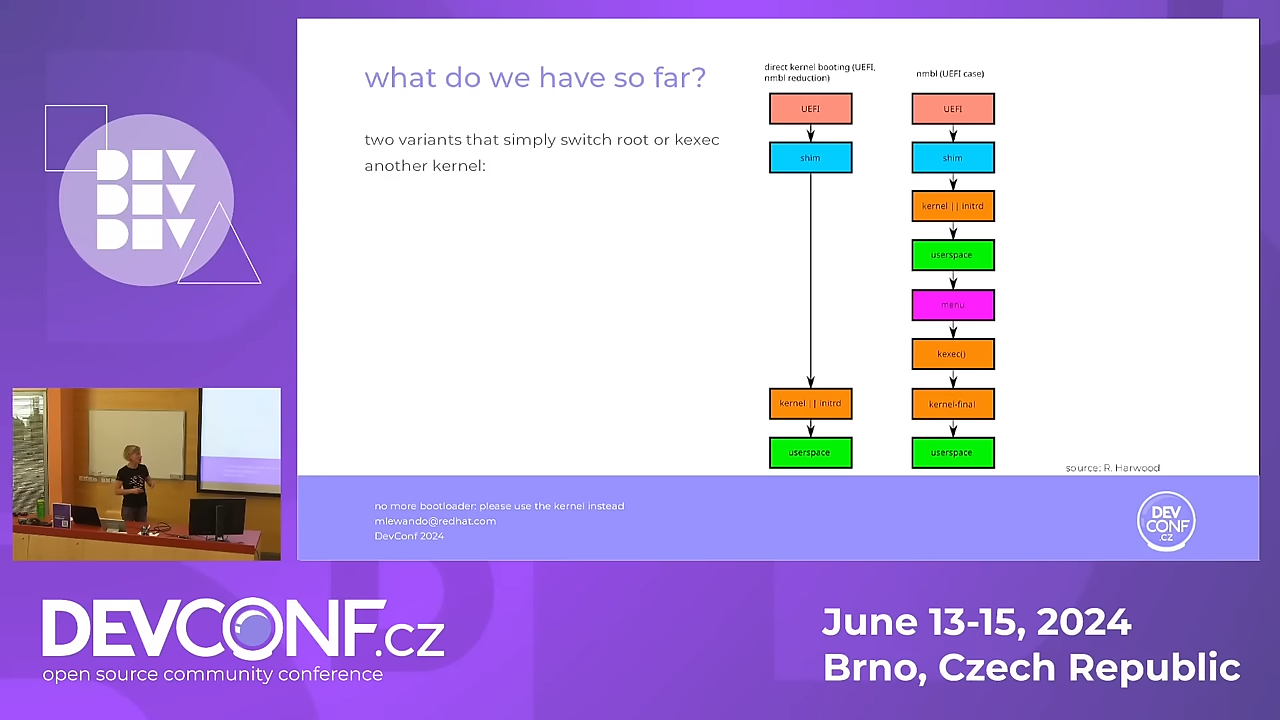 DEV
DEV
DEV
what do we have so far?
two variants that simply switch root or kexec
another kernel:
direct kernel booting (UEFI,
nmbl reduction)
UEFI
shim
kernel || initrd
userspace
nmbl (UEFI case)
UEFI
shim
kernel || initrd
userspace
menu
kexec()
kernel-final
userspace
source: R. Harwood
no more bootloader: please use the kernel instead
mlewando@redhat.com
DevConf 2024
DEV
CONF
.CZ
DEVCONF.cz
open source community conference
June 13-15, 2024
Brno, Czech Republic